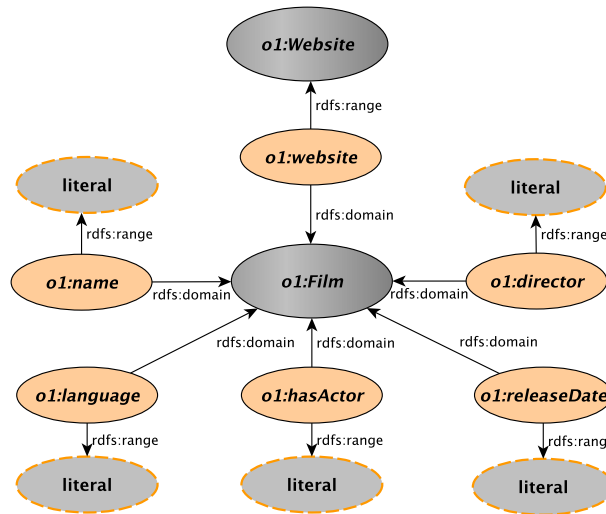 o1:Website
rdfs:range
o1:website
literal
literal
rdfs:domain
rdfs:range
rdfs:range
o1:name
o1:Film
o1:director
rdfs:domain
rdfs:domain
rdfs:domain
rdfs:domain
rdfs:domain
o1:language
o1:hasActor
o1:releaseDate
rdfs:range
rdfs:range
rdfs:range
literal
literal
literal